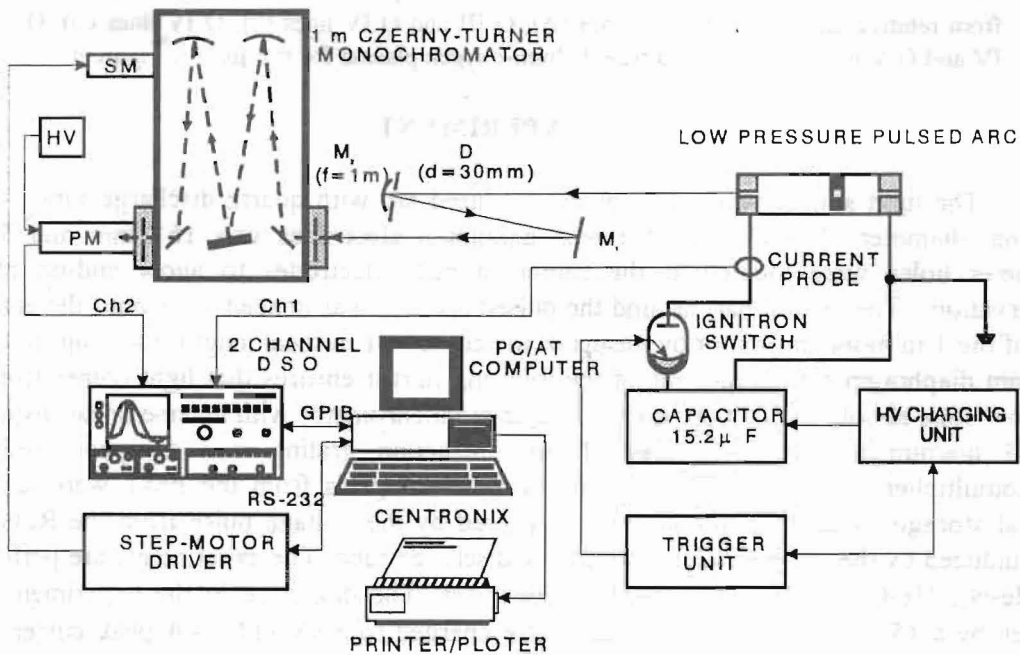 1 m CZERNY-TURNER
MONOCHROMATOR
SM
HV
PM
M,
(f=1m)
D
(d=30mm)
LOW PRESSURE PULSED ARC
M,
CURRENT
PROBE
IGNITRON
SWITCH
Ch2
Ch1
2-CHANNEL
DSO
PC/AT
COMPUTER
GPIB
CAPACITOR
15.2μF
HV CHARGING
UNIT
RS-232
CENTRONIX
STEP-MOTOR
DRIVER
TRIGGER
UNIT
PRINTER/PLOTER